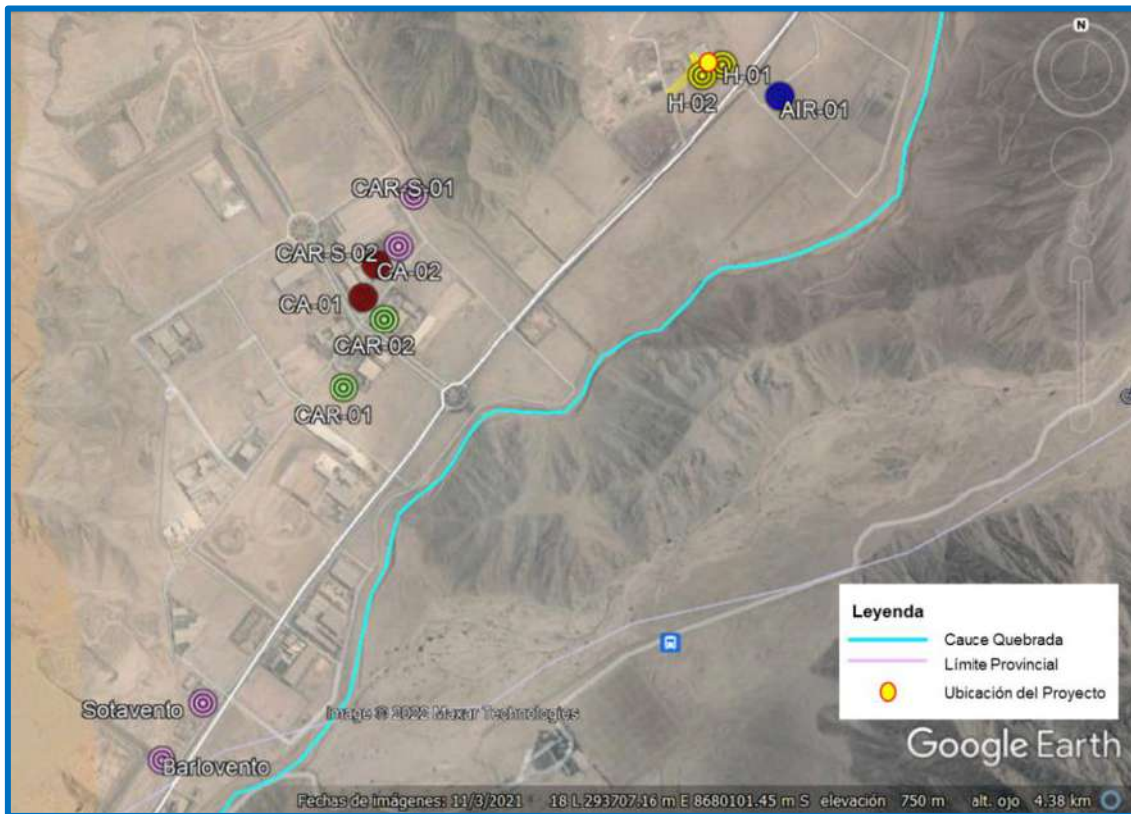 N
H-01
H-02
AIR-01
CAR-S-01
CAR-S-02
CA-02
CA-01
CAR-02
CAR-01
G
Leyenda
Cauce Quebrada
Límite Provincial
Ubicación del Proyecto
Sotavento
Image © 2022 Maxar Technologies
Barlovento
Google Earth
Fechas de imágenes: 11/3/2021 18 L 293707.16 m E 8680101.45 m S elevación 750 m alt. ojo 4.38 km